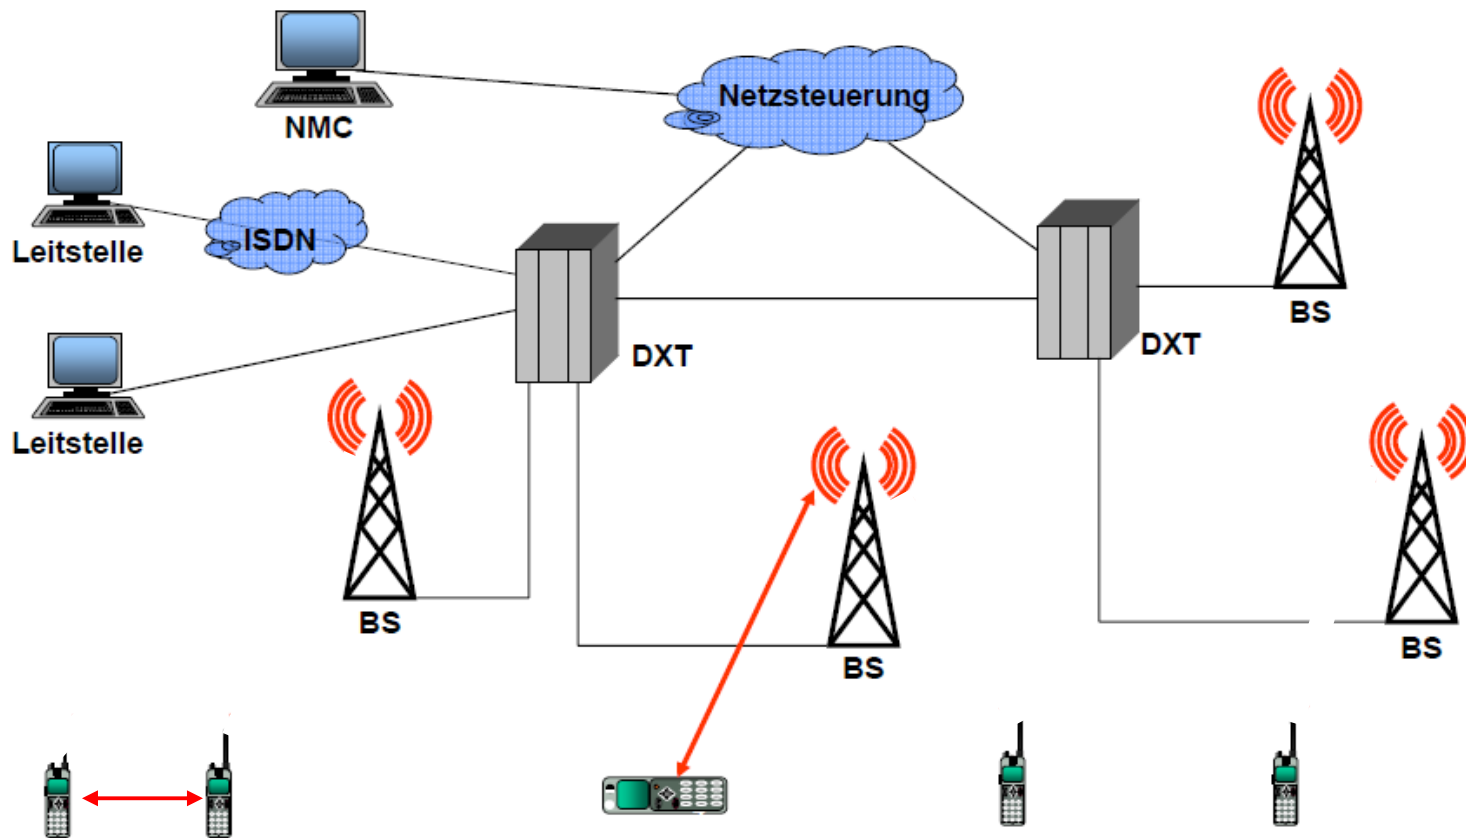 Netzsteuerung
NMC
Leitstelle
ISDN
BS
DXT
DXT
Leitstelle
BS
BS
BS